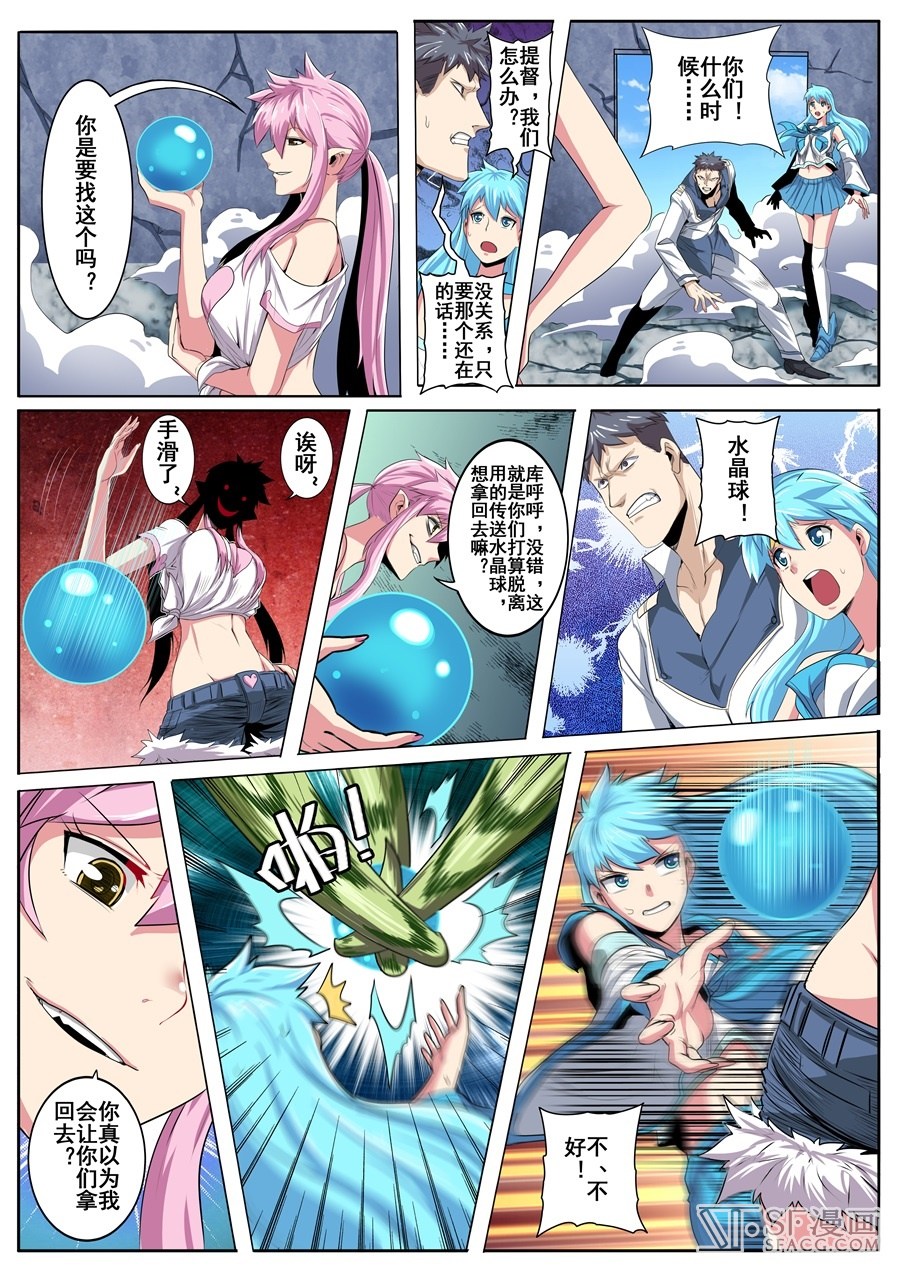 你们！
什么时
候……
提督，我们
怎么办？
没关系，只
要那个还在
的话……
你是要找这个吗？
水晶
球！
库呼呼，没错，这
就是你们打算脱离
用的传送水晶球，
想拿回去嘛？
诶呀~
手滑了~
不、不
好！
啪！
你真以为我
会让你们拿
回去？
SF漫画
SFACG.COM